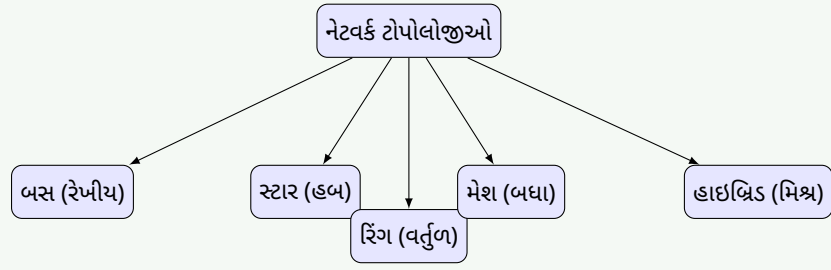 નેટવર્ક ટોપોલોજીઓ
બસ (રેખીય)
સ્ટાર (હબ)
મેશ (બધા)
હાઇબ્રિડ (મિશ્ર)
રિંગ (વર્તુળ)